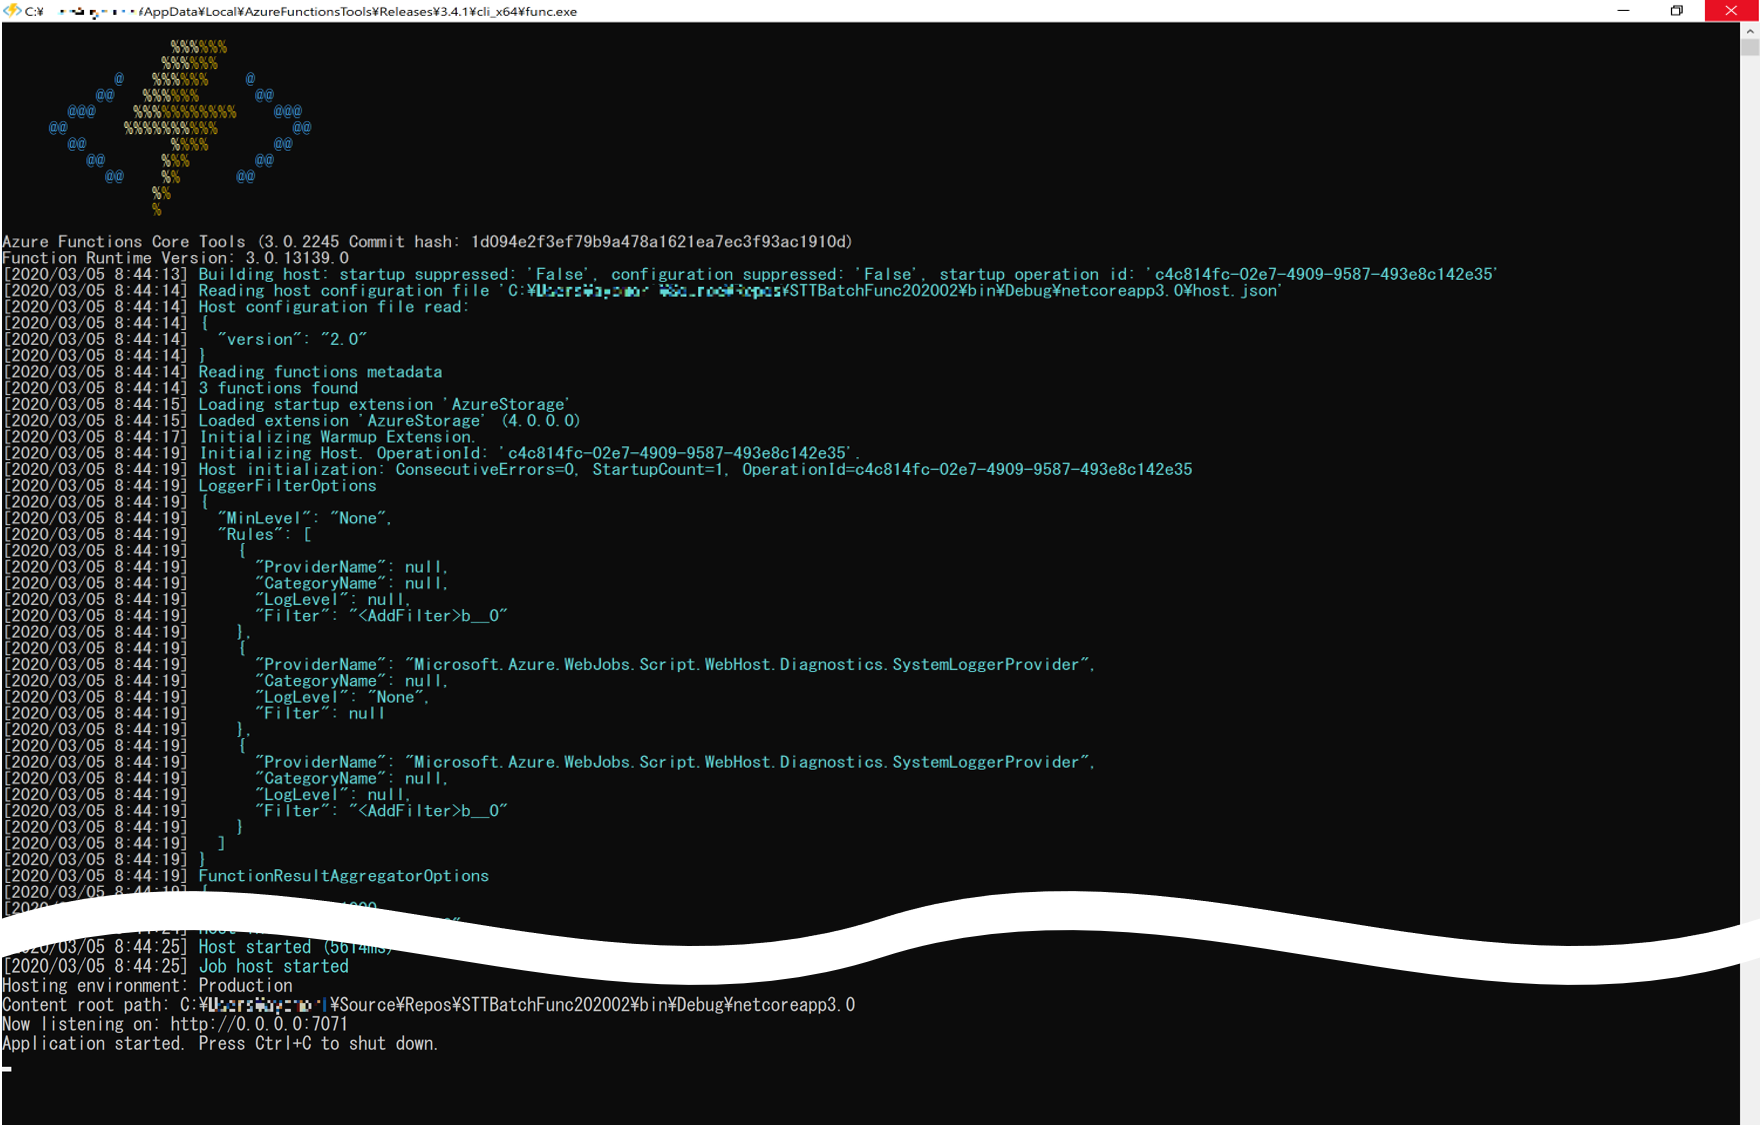 C:¥ /AppData¥Local¥AzureFunctionsTools¥Releases¥3.4.1¥cli_x64¥func.exe
%%%%%%
%%%%%%
@ %%%%%% @
@@ %%%%%% @@
@@@ %%%%%%%%%%% @@@
@@ %%%%%%%%%% @@
@@ %%%% @@
@@ %%% @@
@@ %% @@
%%
%
Azure Functions Core Tools (3.0.2245 Commit hash: 1d094e2f3ef79b9a478a1621ea7ec3f93ac1910d)
Function Runtime Version: 3.0.13139.0
[2020/03/05 8:44:13] Building host: startup suppressed: 'False', configuration suppressed: 'False', startup operation id: 'c4c814fc-02e7-4909-9587-493e8c142e35'
[2020/03/05 8:44:14] Reading host configuration file 'C:¥ ¥STTBatchFunc202002¥bin¥Debug¥netcoreapp3.0¥host.json'
[2020/03/05 8:44:14] Host configuration file read:
[2020/03/05 8:44:14] {
[2020/03/05 8:44:14]   "version": "2.0"
[2020/03/05 8:44:14] }
[2020/03/05 8:44:14] Reading functions metadata
[2020/03/05 8:44:14] 3 functions found
[2020/03/05 8:44:15] Loading startup extension 'AzureStorage'
[2020/03/05 8:44:15] Loaded extension 'AzureStorage' (4.0.0.0)
[2020/03/05 8:44:17] Initializing Warmup Extension.
[2020/03/05 8:44:19] Initializing Host. OperationId: 'c4c814fc-02e7-4909-9587-493e8c142e35'.
[2020/03/05 8:44:19] Host initialization: ConsecutiveErrors=0, StartupCount=1, OperationId=c4c814fc-02e7-4909-9587-493e8c142e35
[2020/03/05 8:44:19] LoggerFilterOptions
[2020/03/05 8:44:19] {
[2020/03/05 8:44:19]   "MinLevel": "None",
[2020/03/05 8:44:19]   "Rules": [
[2020/03/05 8:44:19]     {
[2020/03/05 8:44:19]       "ProviderName": null,
[2020/03/05 8:44:19]       "CategoryName": null,
[2020/03/05 8:44:19]       "LogLevel": null,
[2020/03/05 8:44:19]       "Filter": "<AddFilter>b__0"
[2020/03/05 8:44:19]     },
[2020/03/05 8:44:19]     {
[2020/03/05 8:44:19]       "ProviderName": "Microsoft.Azure.WebJobs.Script.WebHost.Diagnostics.SystemLoggerProvider",
[2020/03/05 8:44:19]       "CategoryName": null,
[2020/03/05 8:44:19]       "LogLevel": "None",
[2020/03/05 8:44:19]       "Filter": null
[2020/03/05 8:44:19]     },
[2020/03/05 8:44:19]     {
[2020/03/05 8:44:19]       "ProviderName": "Microsoft.Azure.WebJobs.Script.WebHost.Diagnostics.SystemLoggerProvider",
[2020/03/05 8:44:19]       "CategoryName": null,
[2020/03/05 8:44:19]       "LogLevel": null,
[2020/03/05 8:44:19]       "Filter": "<AddFilter>b__0"
[2020/03/05 8:44:19]     }
[2020/03/05 8:44:19]   ]
[2020/03/05 8:44:19] }
[2020/03/05 8:44:19] FunctionResultAggregatorOptions
[2020/03/05 8:44:19] {
[2020/03/05 8:44:25] Host started (5614ms)
[2020/03/05 8:44:25] Job host started
Hosting environment: Production
Content root path: C:¥ ¥Source¥Repos¥STTBatchFunc202002¥bin¥Debug¥netcoreapp3.0
Now listening on: http://0.0.0.0:7071
Application started. Press Ctrl+C to shut down.